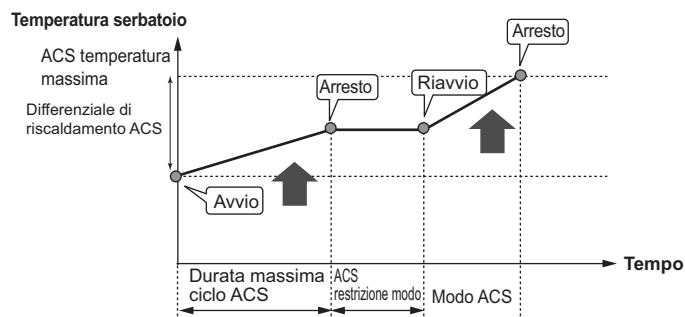 Temperatura serbatoio
ACS temperatura
massima
Differenziale di
riscaldamento ACS
Arresto
Riavvio
Arresto
Avvio
Tempo
Durata massima
ciclo ACS
ACS
restrizione modo
Modo ACS